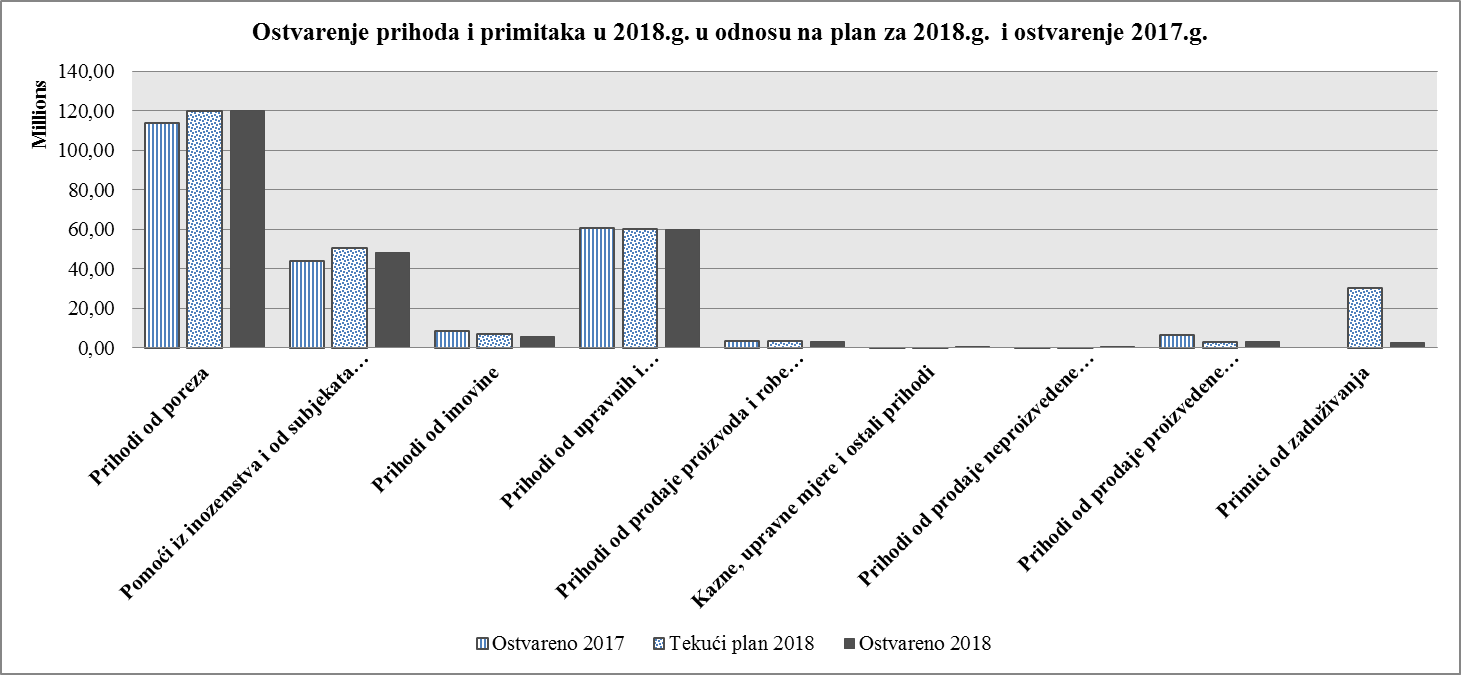 Ostvarenje prihoda i primitaka u 2018.g. u odnosu na plan za 2018.g. i ostvarenje 2017.g.
Millions
140,00
120,00
100,00
80,00
60,00
40,00
20,00
0,00
Prihodi od poreza
Pomoći iz inozemstva i od subjekata…
Prihodi od imovine
Prihodi od upravnih i…
Prihodi od prodaje proizvoda i robe…
Kazne, upravne mjere i ostali prihodi
Prihodi od prodaje neproizvedene…
Prihodi od prodaje proizvedene…
Primici od zaduživanja
Ostvareno 2017
Tekući plan 2018
Ostvareno 2018